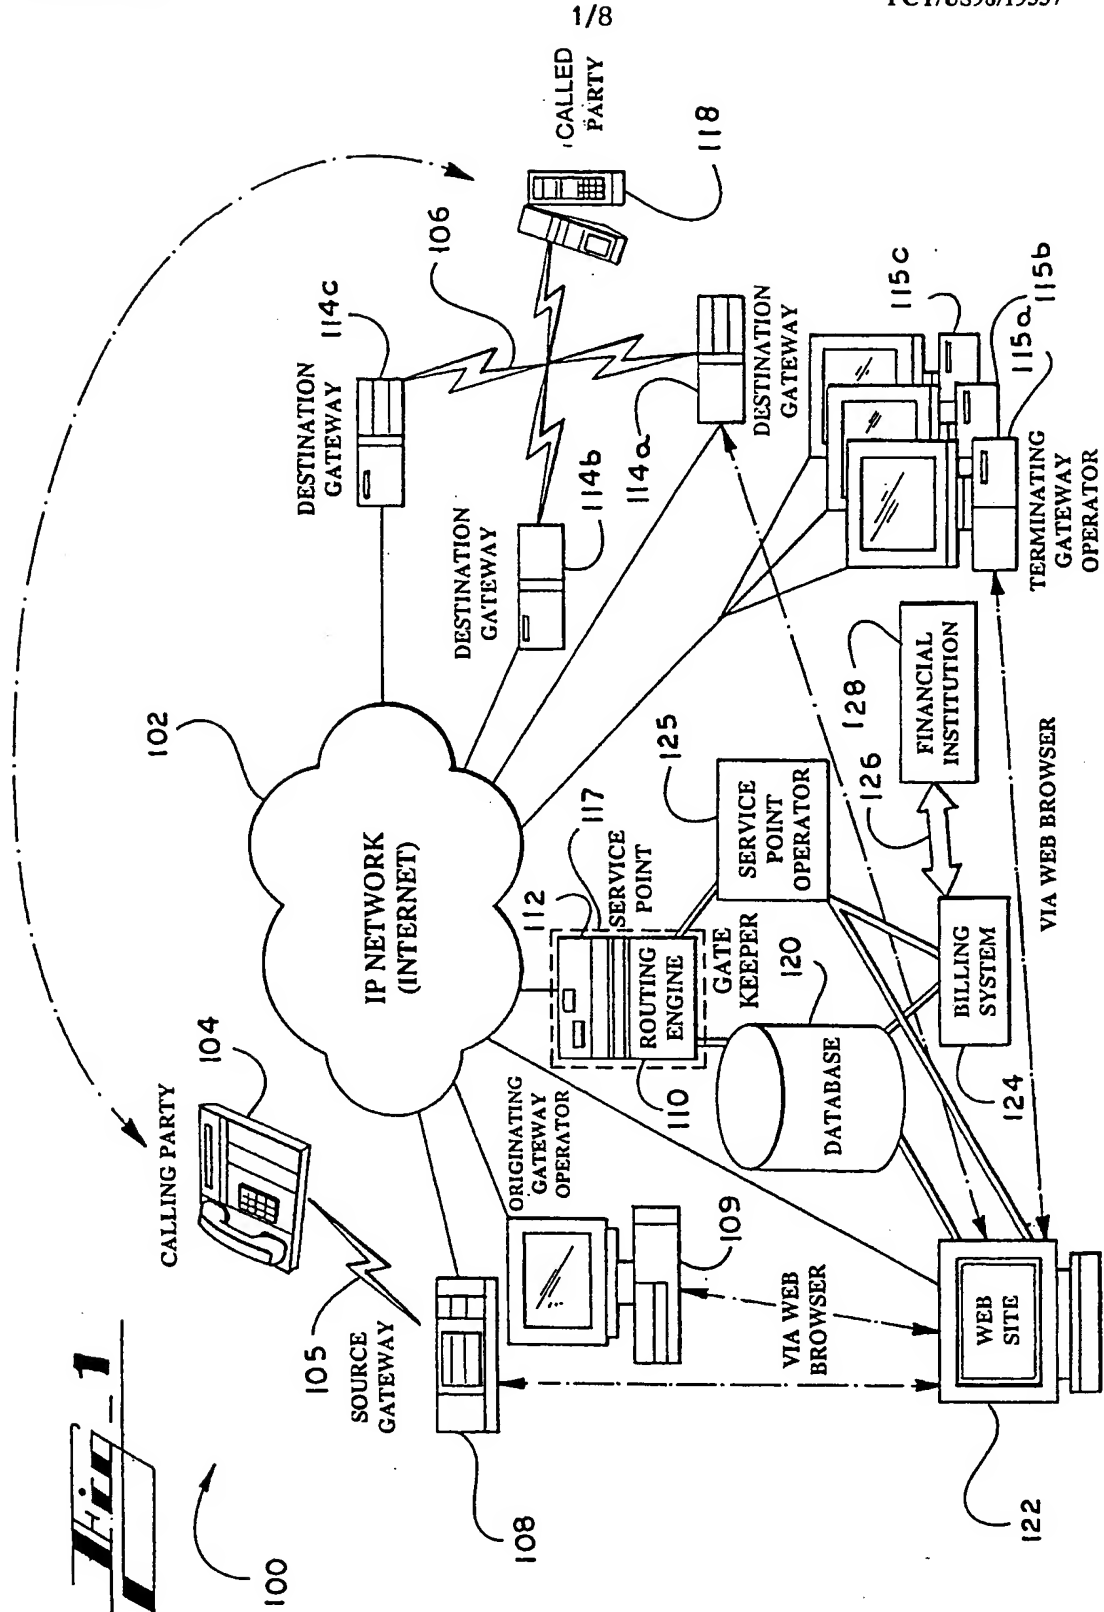 1/8
Fig_1
100
CALLING PARTY
104
105
SOURCE
GATEWAY
108
ORIGINATING
GATEWAY
OPERATOR
109
VIA WEB
BROWSER
WEB
SITE
122
102
IP NETWORK
(INTERNET)
112
117
SERVICE
POINT
ROUTING
ENGINE
110
GATE
KEEPER
120
DATABASE
125
SERVICE
POINT
OPERATOR
BILLING
SYSTEM
124
126
128
FINANCIAL
INSTITUTION
VIA WEB BROWSER
DESTINATION
GATEWAY
114c
DESTINATION
GATEWAY
114b
106
114a
DESTINATION
GATEWAY
CALLED
PARTY
118
115c
115b
115a
TERMINATING
GATEWAY
OPERATOR